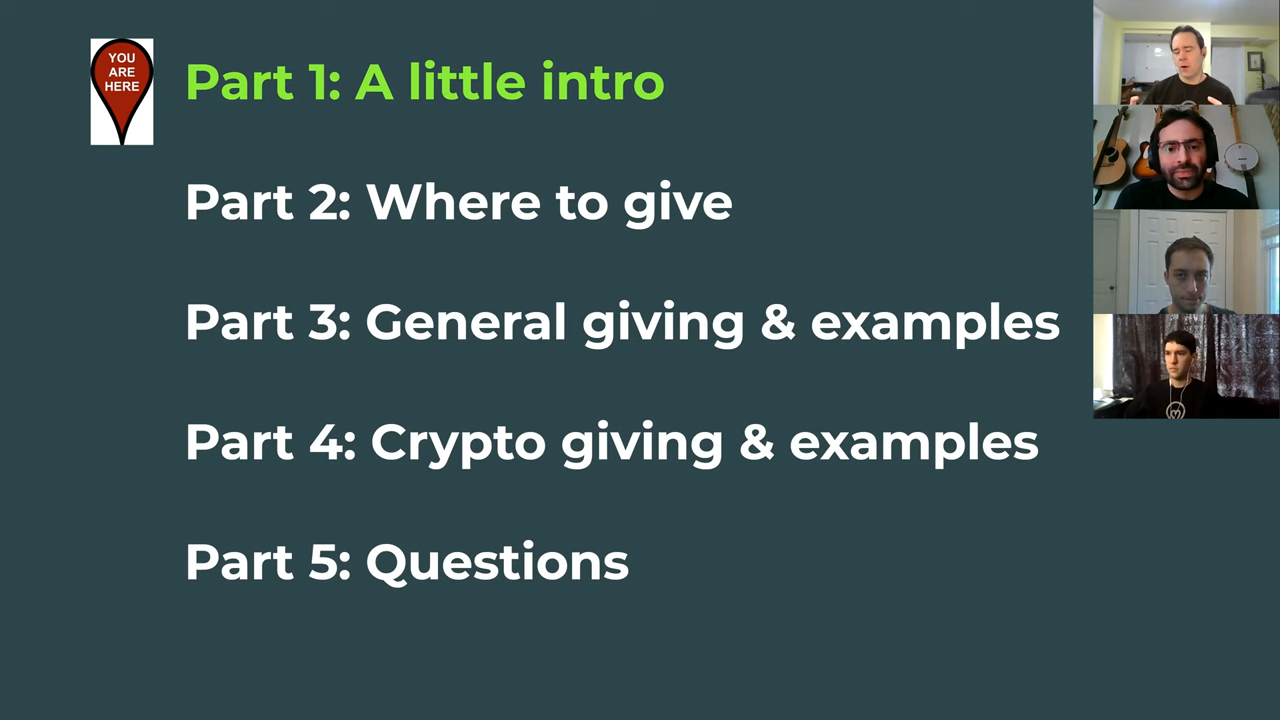 YOU
ARE
HERE
Part 1: A little intro
Part 2: Where to give
Part 3: General giving & examples
Part 4: Crypto giving & examples
Part 5: Questions